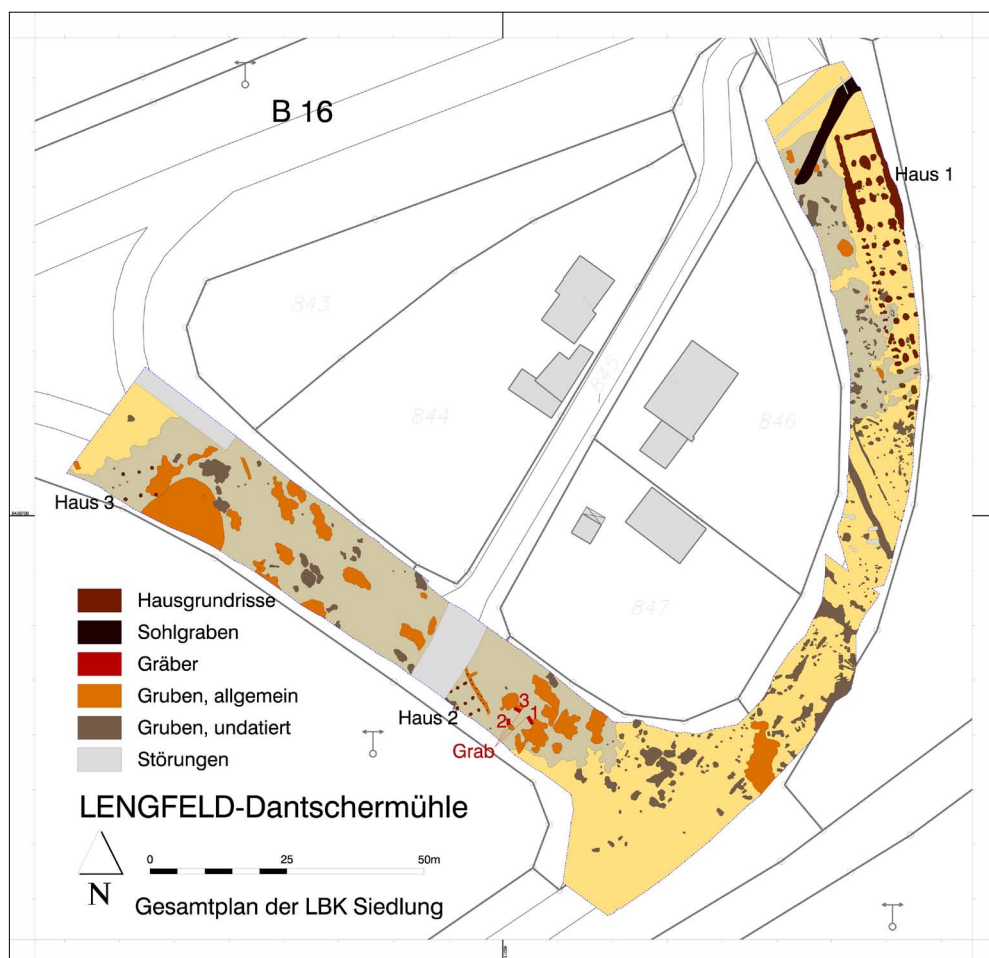 B 16
Haus 1
843
844
845
846
847
Haus 3
Hausgrundrisse
Sohlgraben
Gräber
Gruben, allgemein
Gruben, undatiert
Störungen
Haus 2
3
1
2
Grab
LENGFELD-Dantschermühle
0 25 50m
N
Gesamtplan der LBK Siedlung